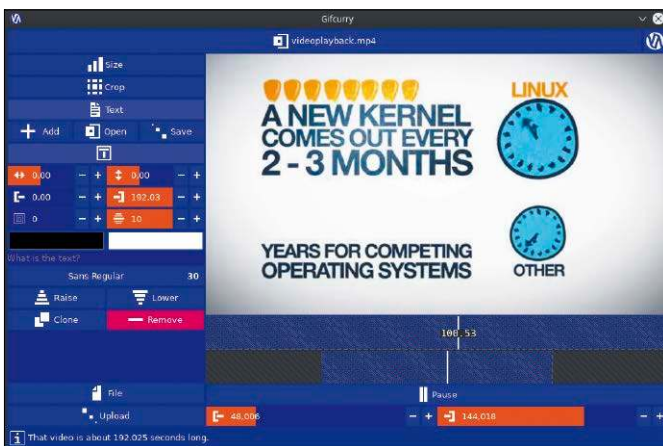 Gifcurry
videoplayback.mp4
Size
Crop
Text
Add Open Save
0.00 - + 0.00 - +
0.00 - + 192.03 - +
0 - + 10 - +
What is the text?
Sans Regular 30
Raise Lower
Clone Remove
File
Upload
LINUX
A NEW KERNEL
COMES OUT EVERY
2 - 3 MONTHS
YEARS FOR COMPETING
OPERATING SYSTEMS
OTHER
100.53
Pause
48.006 - + 144.018 - +
That video is about 192.025 seconds long.